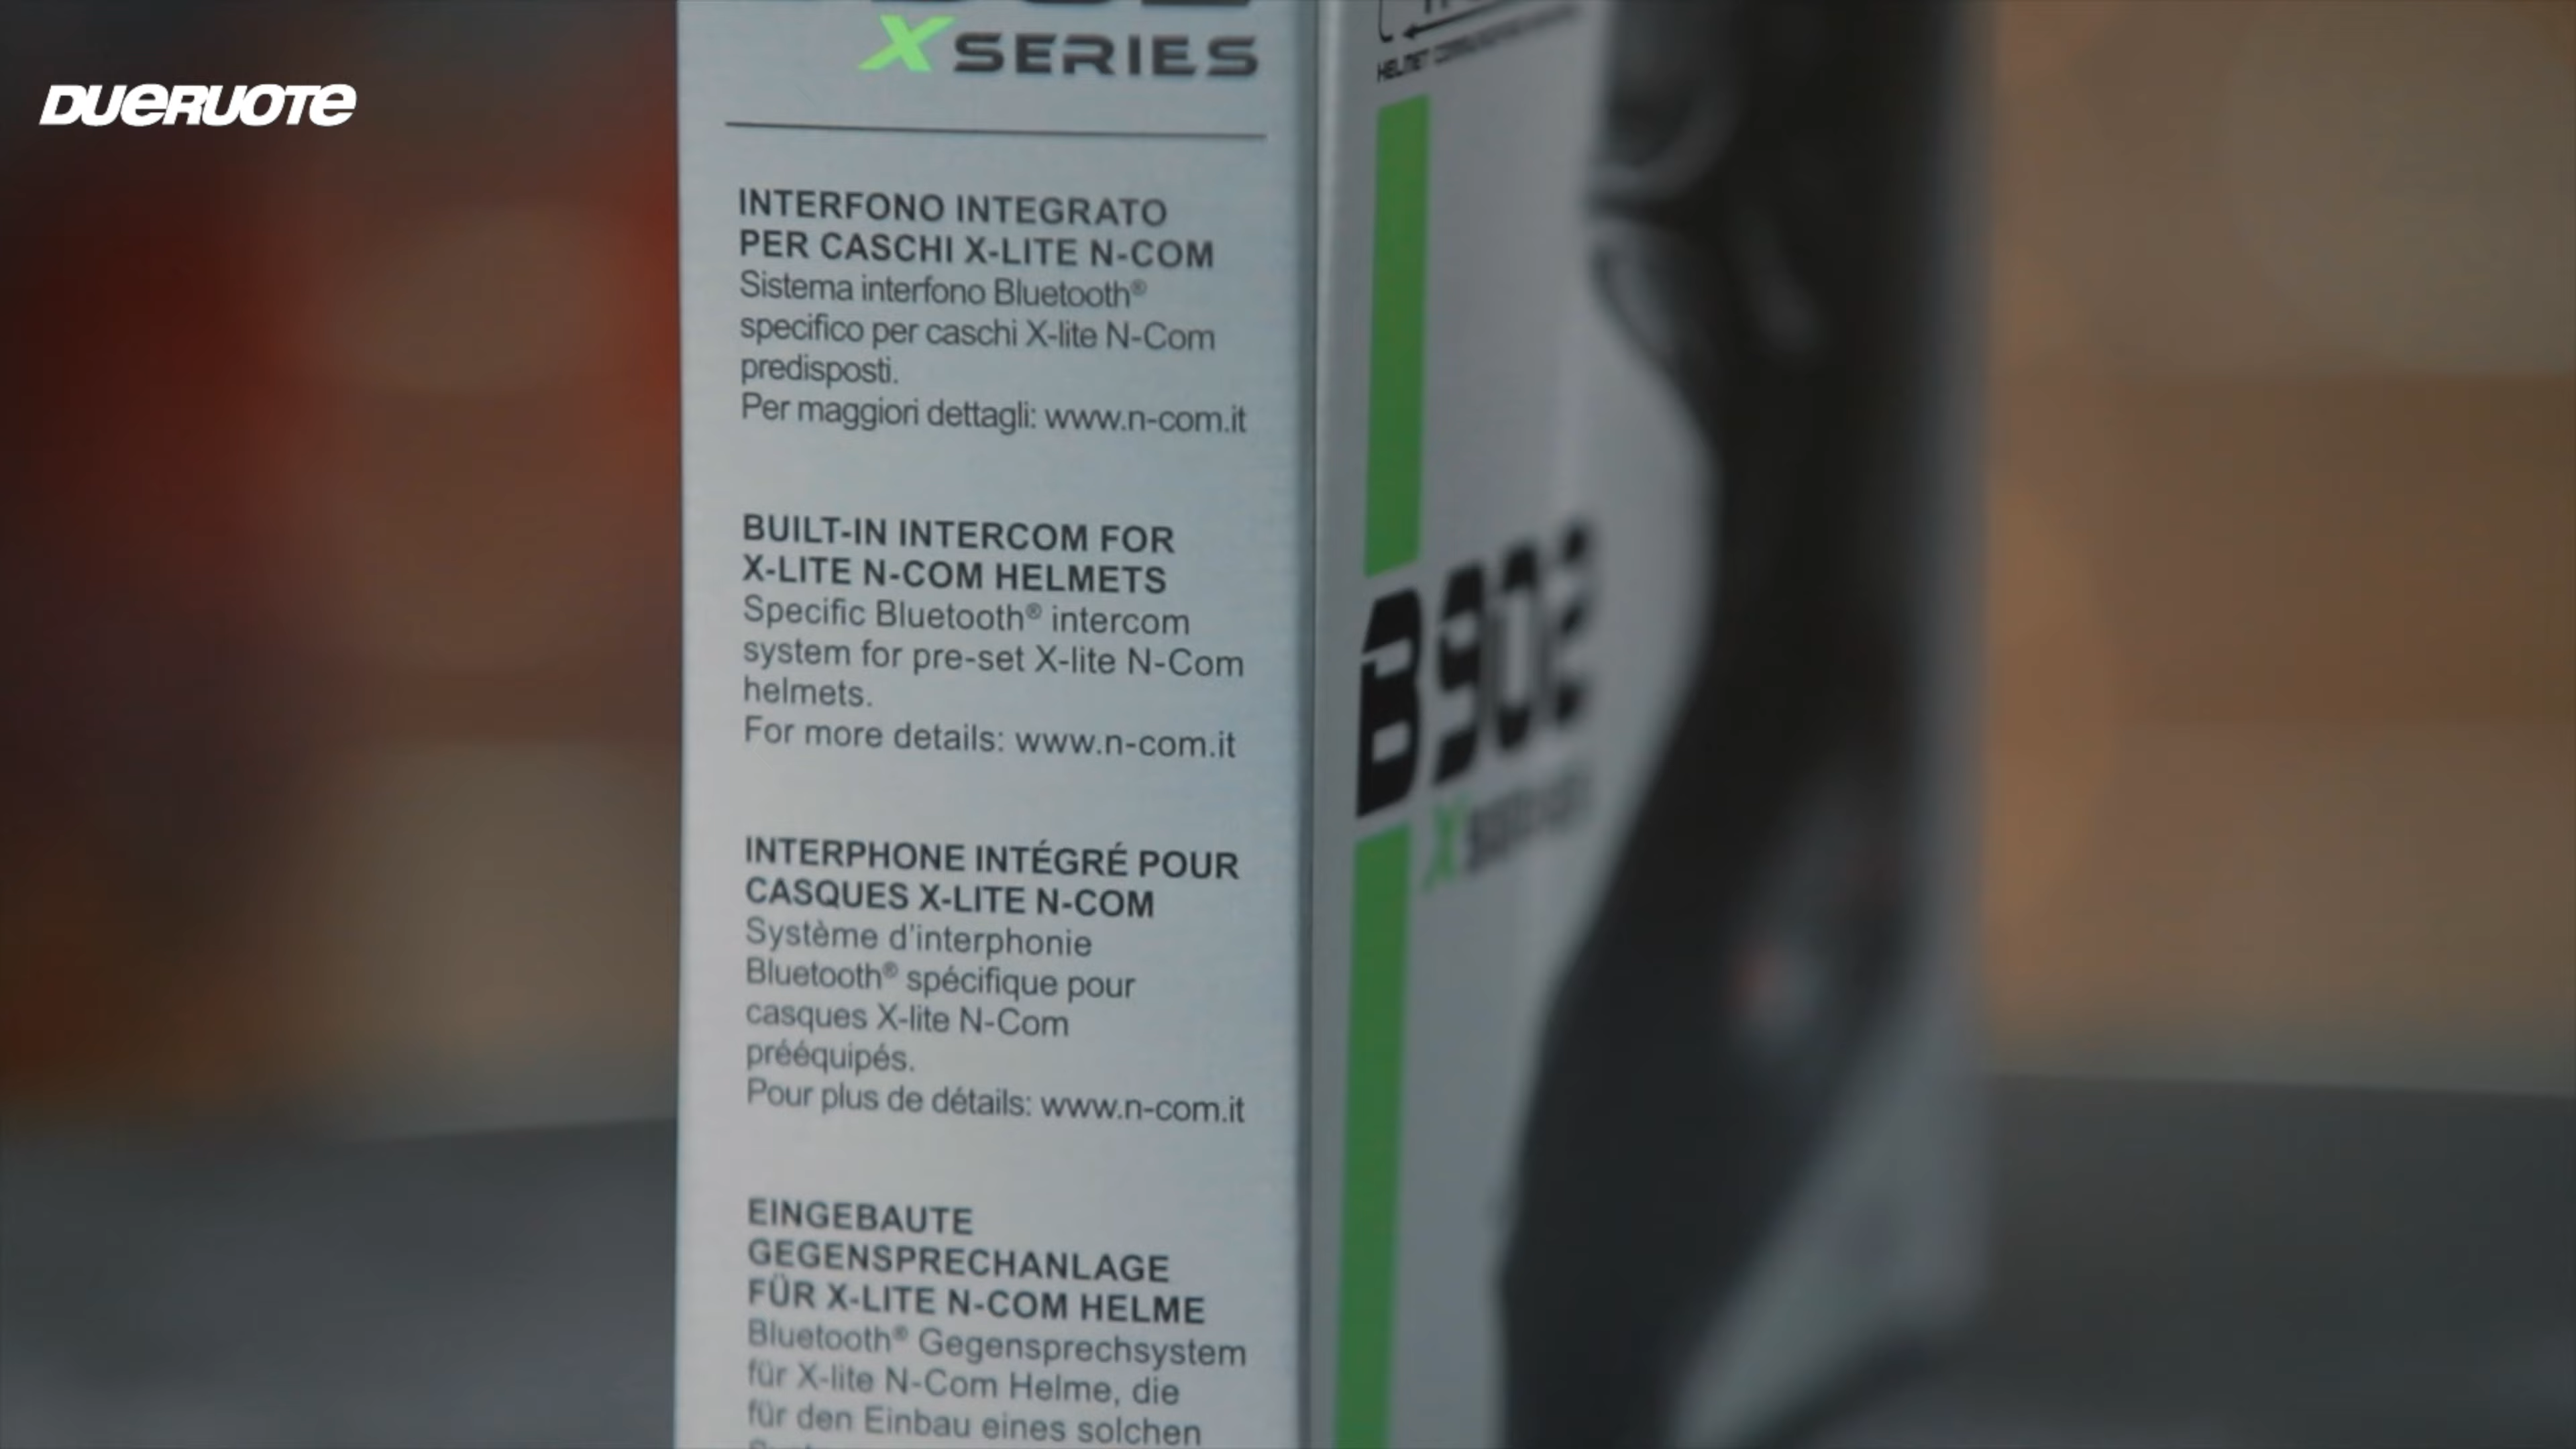 DUERUOTE
X SERIES
INTERFONO INTEGRATO
PER CASCHI X-LITE N-COM
Sistema interfono Bluetooth®
specifico per caschi X-lite N-Com
predisposti.
Per maggiori dettagli: www.n-com.it
BUILT-IN INTERCOM FOR
X-LITE N-COM HELMETS
Specific Bluetooth® intercom
system for pre-set X-lite N-Com
helmets.
For more details: www.n-com.it
INTERPHONE INTÉGRÉ POUR
CASQUES X-LITE N-COM
Système d'interphonie
Bluetooth® spécifique pour
casques X-lite N-Com
prééquipés.
Pour plus de détails: www.n-com.it
EINGEBAUTE
GEGENSPRECHANLAGE
FÜR X-LITE N-COM HELME
Bluetooth® Gegensprechsystem
für X-lite N-Com Helme, die
für den Einbau eines solchen
HELMET
B902
X SERIES